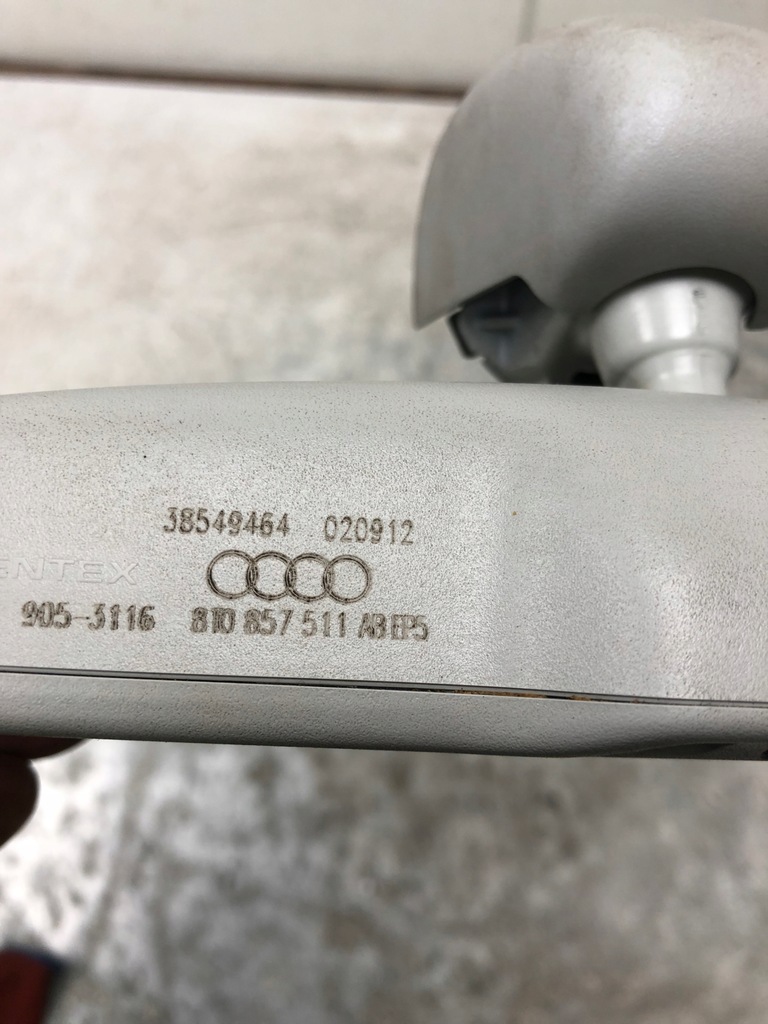 38549464 020912
ENTEX
905-3116 8T0 857 511 AB EP5